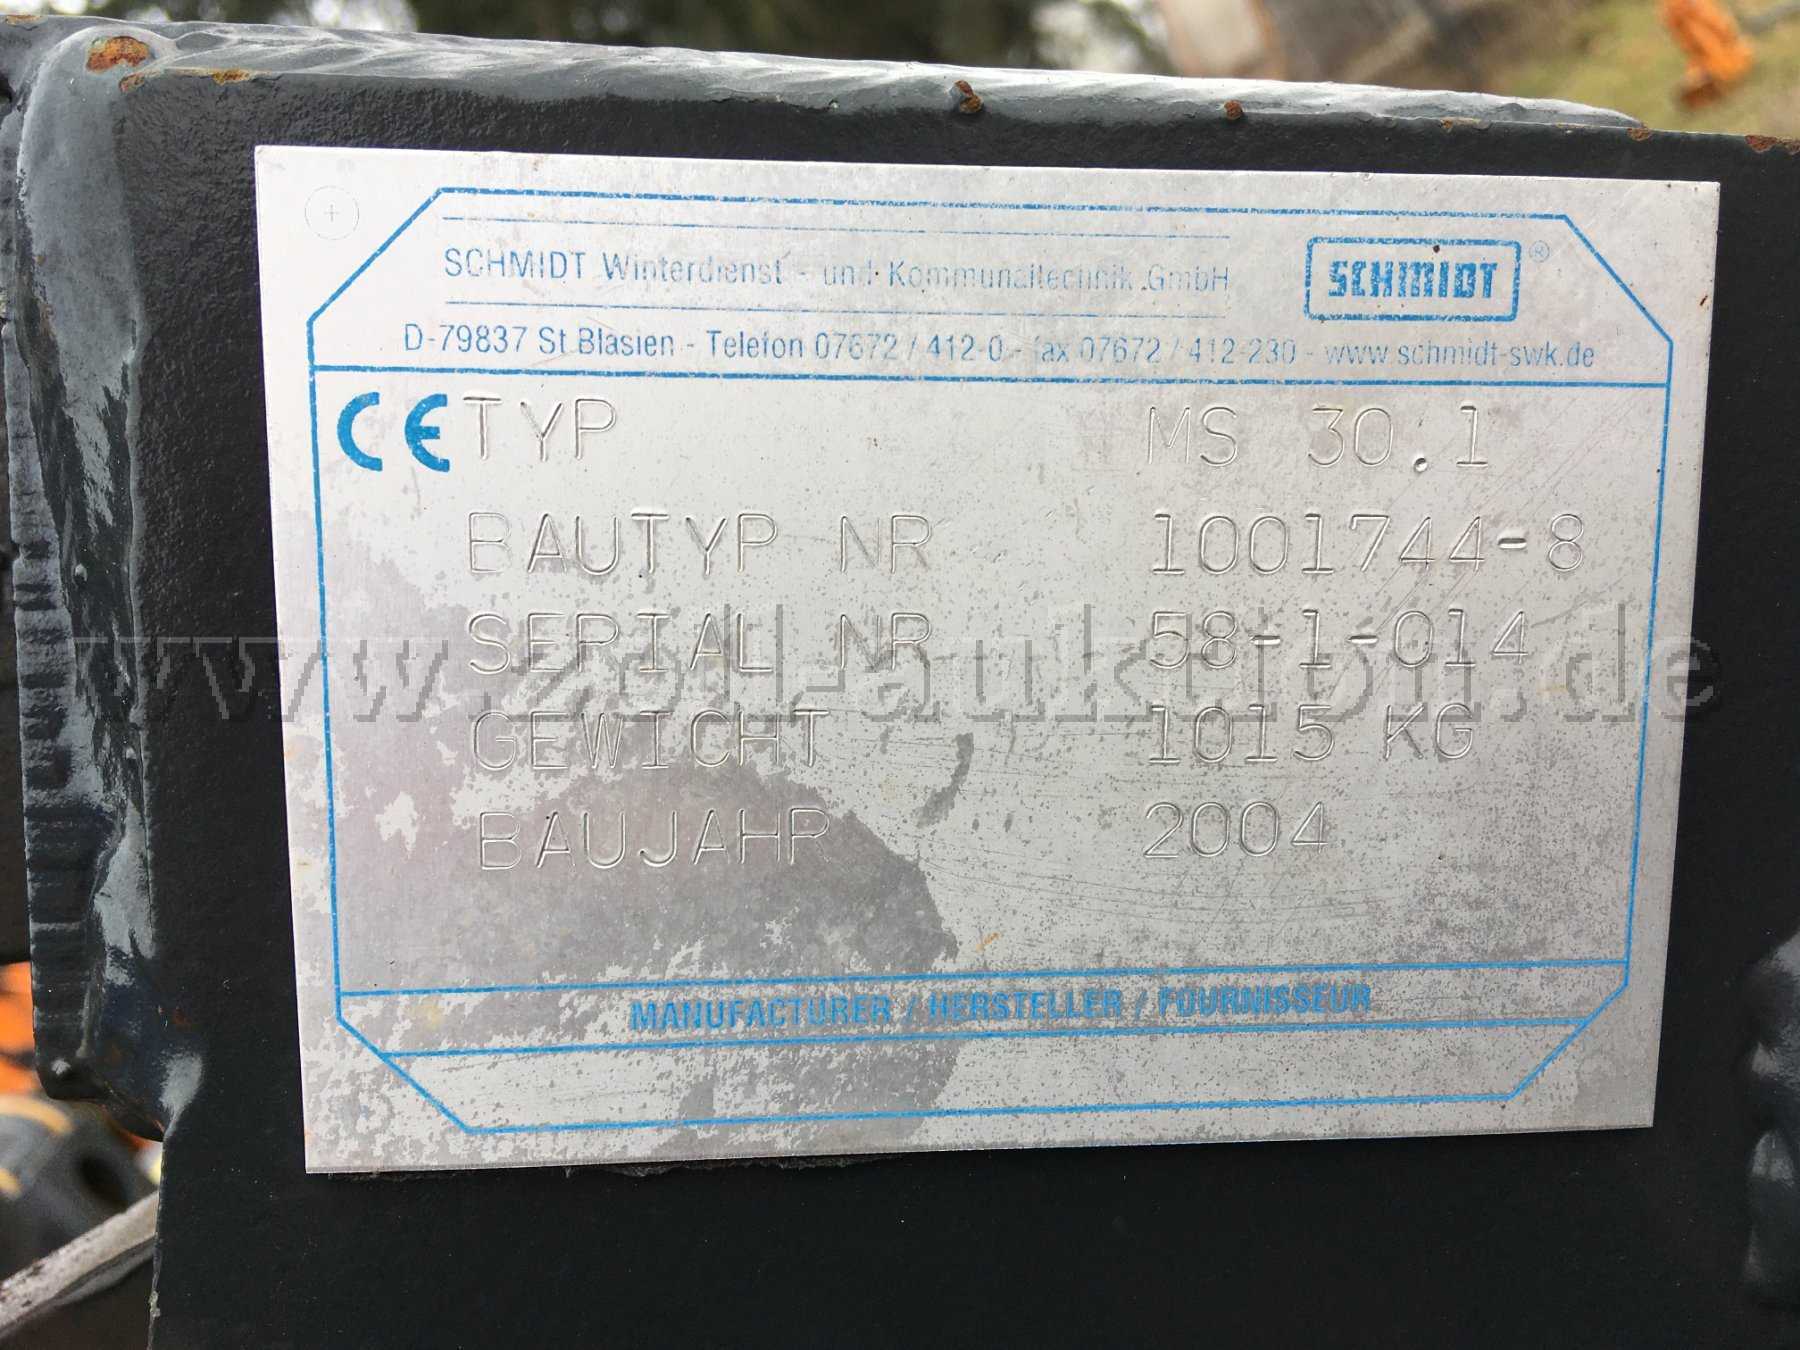 SCHMIDT Winterdienst - und Kommunaltechnik GmbH
SCHMIDT ®
D-79837 St.Blasien - Telefon 07672 / 412-0 - fax 07672 / 412-230 - www.schmidt-swk.de
CE TYP MS 30.1
BAUTYP NR 1001744-8
SERIAL NR 58-1-014
www.zoll-auktion.de
GEWICHT 1015 KG
BAUJAHR 2004
MANUFACTURER / HERSTELLER / FOURNISSEUR